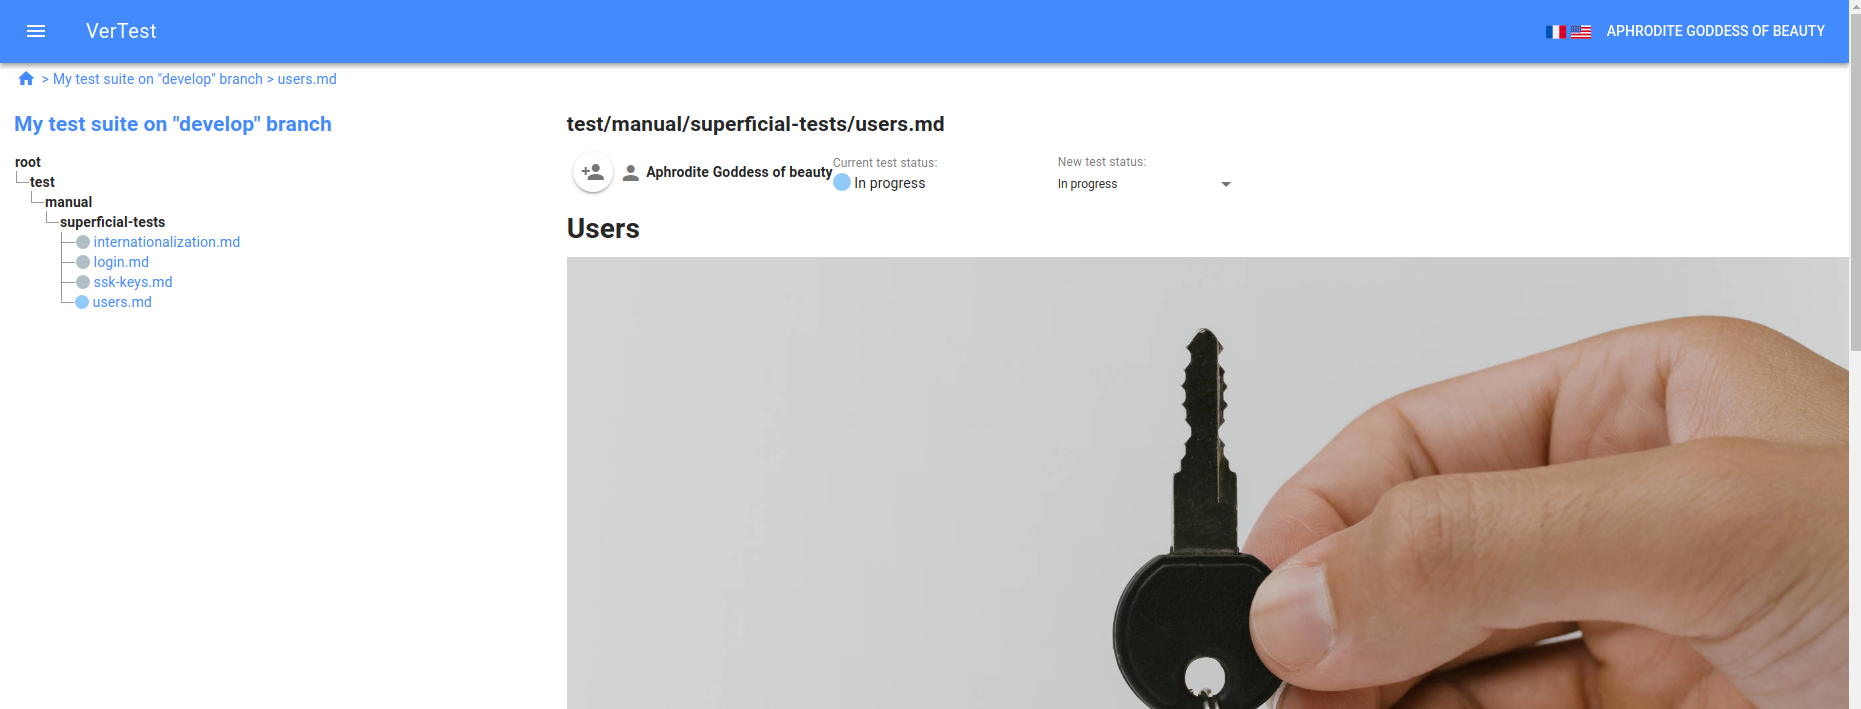 VerTest
APHRODITE GODDESS OF BEAUTY
> My test suite on "develop" branch > users.md
My test suite on "develop" branch
root
test
manual
superficial-tests
internationalization.md
login.md
ssk-keys.md
users.md
test/manual/superficial-tests/users.md
Aphrodite Goddess of beauty
Current test status:
In progress
New test status:
In progress
Users